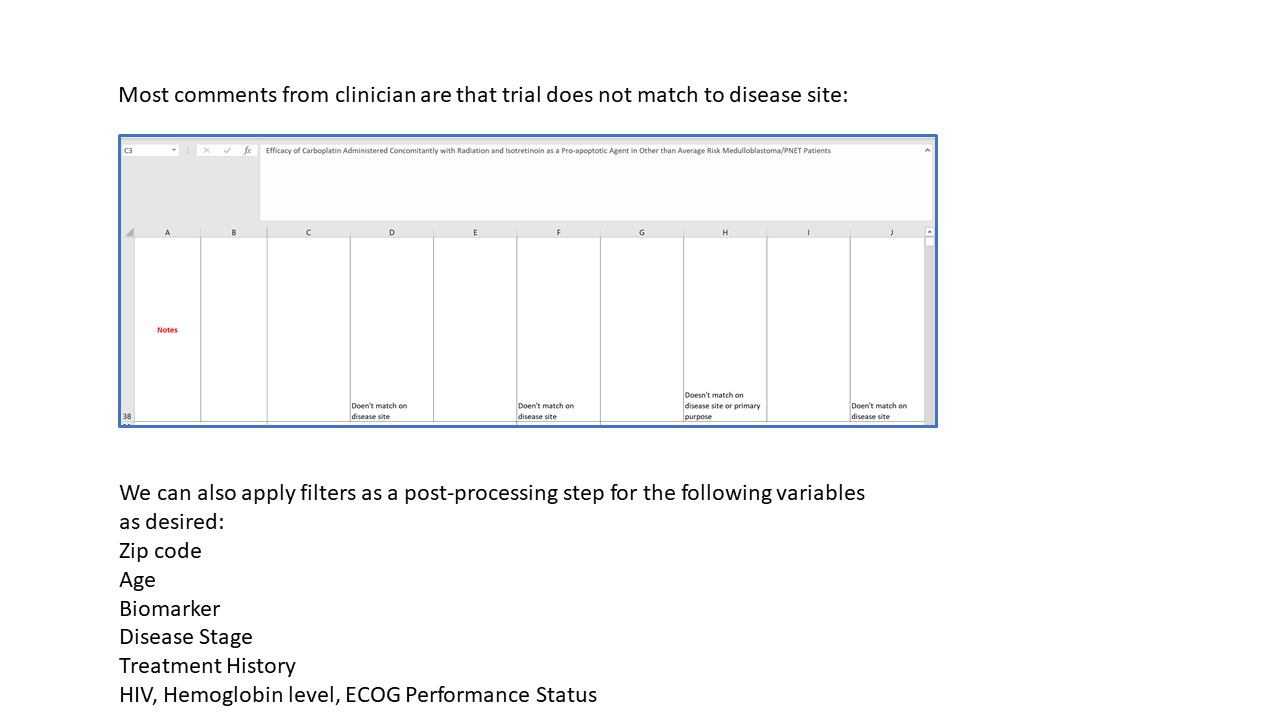 Most comments from clinician are that trial does not match to disease site:
C3
fx
Efficacy of Carboplatin Administered Concomitantly with Radiation and Isotretinoin as a Pro-apoptotic Agent in Other than Average Risk Medulloblastoma/PNET Patients
A B C D E F G H I J
Notes
38
Doen't match on
disease site
Doen't match on
disease site
Doesn't match on
disease site or primary
purpose
Doen't match on
disease site
We can also apply filters as a post-processing step for the following variables
as desired:
Zip code
Age
Biomarker
Disease Stage
Treatment History
HIV, Hemoglobin level, ECOG Performance Status